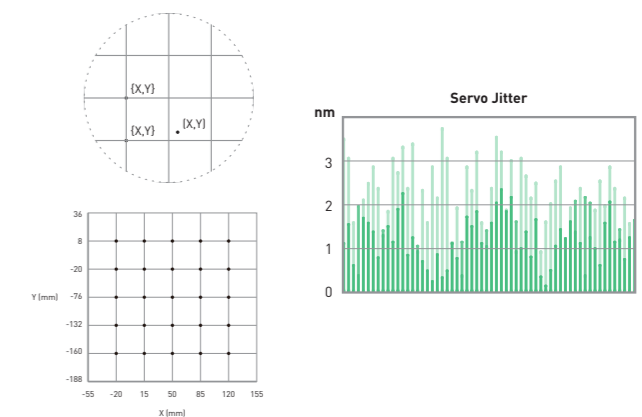 {X,Y}
{X,Y}
{X,Y}
36
8
-20
-76
-132
-160
-188
Y (mm)
-55 -20 15 50 85 120 155
X (mm)
Servo Jitter
nm
3
2
1
0